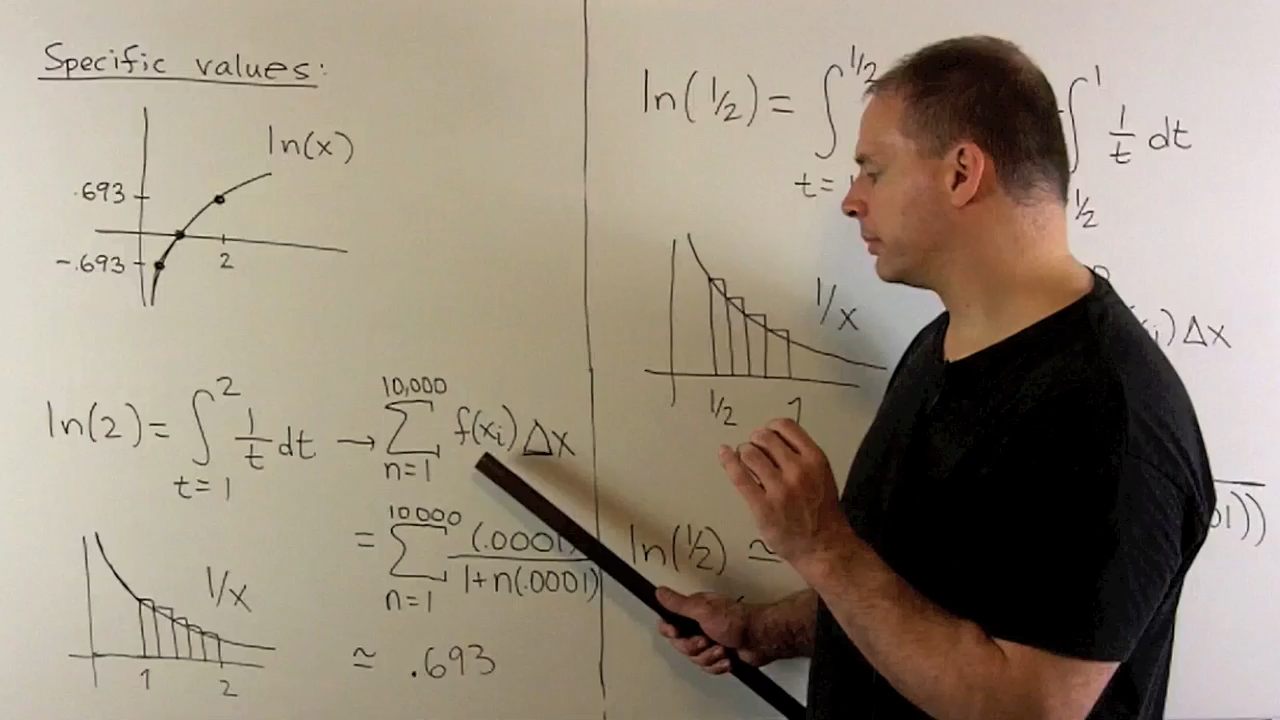 Specific values:
ln(x)
.693
-.693
2
ln(2) = ∫_{t=1}^{2} 1/t dt → Σ_{n=1}^{10,000} f(xᵢ) Δx
= Σ_{n=1}^{10000} (.0001)/(1+n(.0001))
≃ .693
1/x
1 2
ln(1/2) = ∫_{t=}^{1/2}
∫_{1/2}^{1} 1/t dt
1/x
1/2 1
) Δx
ln(1/2) ≃